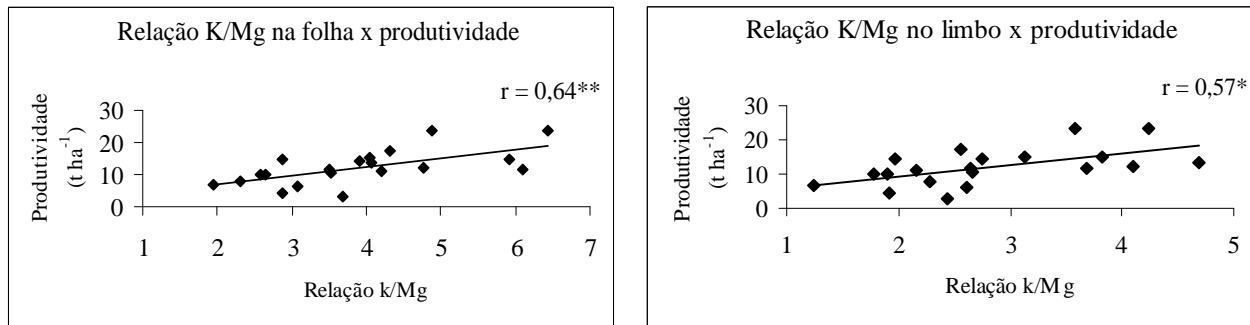 Relação K/Mg na folha x produtividade
r = 0,64**
Produtividade
(t ha⁻¹)
30
20
10
0
1 2 3 4 5 6 7
Relação k/Mg
Relação K/Mg no limbo x produtividade
r = 0,57*
Produtividade
(t ha⁻¹)
30
20
10
0
1 2 3 4 5
Relação k/Mg